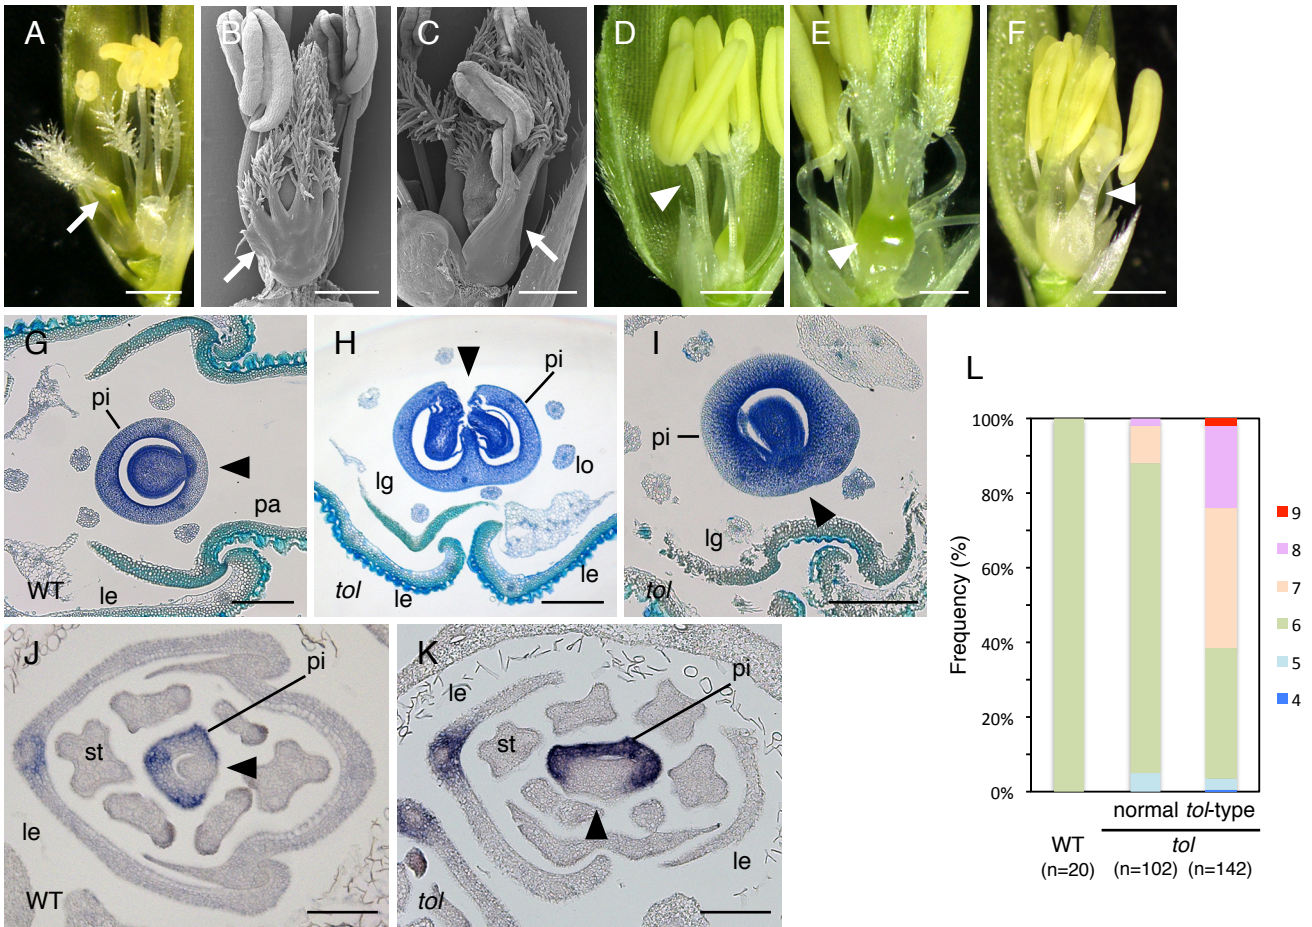 A
B
C
D
E
F
G
pi
pa
le
WT
H
pi
lg
lo
le
le
tol
I
pi
lg
tol
J
pi
st
le
WT
K
le
pi
st
le
tol
L
100%
80%
60%
40%
20%
0%
Frequency (%)
9
8
7
6
5
4
normal tol-type
WT tol
(n=20) (n=102) (n=142)